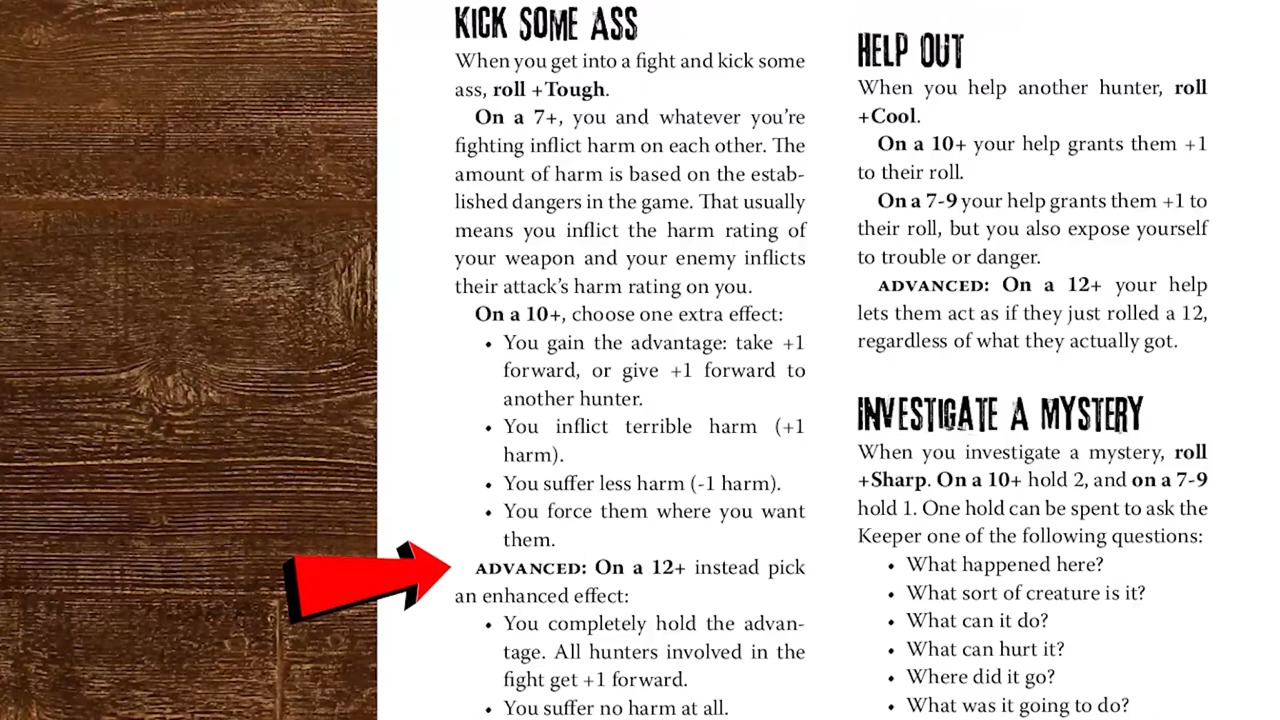 KICK SOME ASS
When you get into a fight and kick some
ass, roll +Tough.
On a 7+, you and whatever you're
fighting inflict harm on each other. The
amount of harm is based on the estab-
lished dangers in the game. That usually
means you inflict the harm rating of
your weapon and your enemy inflicts
their attack's harm rating on you.
On a 10+, choose one extra effect:
• You gain the advantage: take +1
forward, or give +1 forward to
another hunter.
• You inflict terrible harm (+1
harm).
• You suffer less harm (-1 harm).
• You force them where you want
them.
ADVANCED: On a 12+ instead pick
an enhanced effect:
• You completely hold the advan-
tage. All hunters involved in the
fight get +1 forward.
• You suffer no harm at all.
HELP OUT
When you help another hunter, roll
+Cool.
On a 10+ your help grants them +1
to their roll.
On a 7-9 your help grants them +1 to
their roll, but you also expose yourself
to trouble or danger.
ADVANCED: On a 12+ your help
lets them act as if they just rolled a 12,
regardless of what they actually got.
INVESTIGATE A MYSTERY
When you investigate a mystery, roll
+Sharp. On a 10+ hold 2, and on a 7-9
hold 1. One hold can be spent to ask the
Keeper one of the following questions:
• What happened here?
• What sort of creature is it?
• What can it do?
• What can hurt it?
• Where did it go?
• What was it going to do?